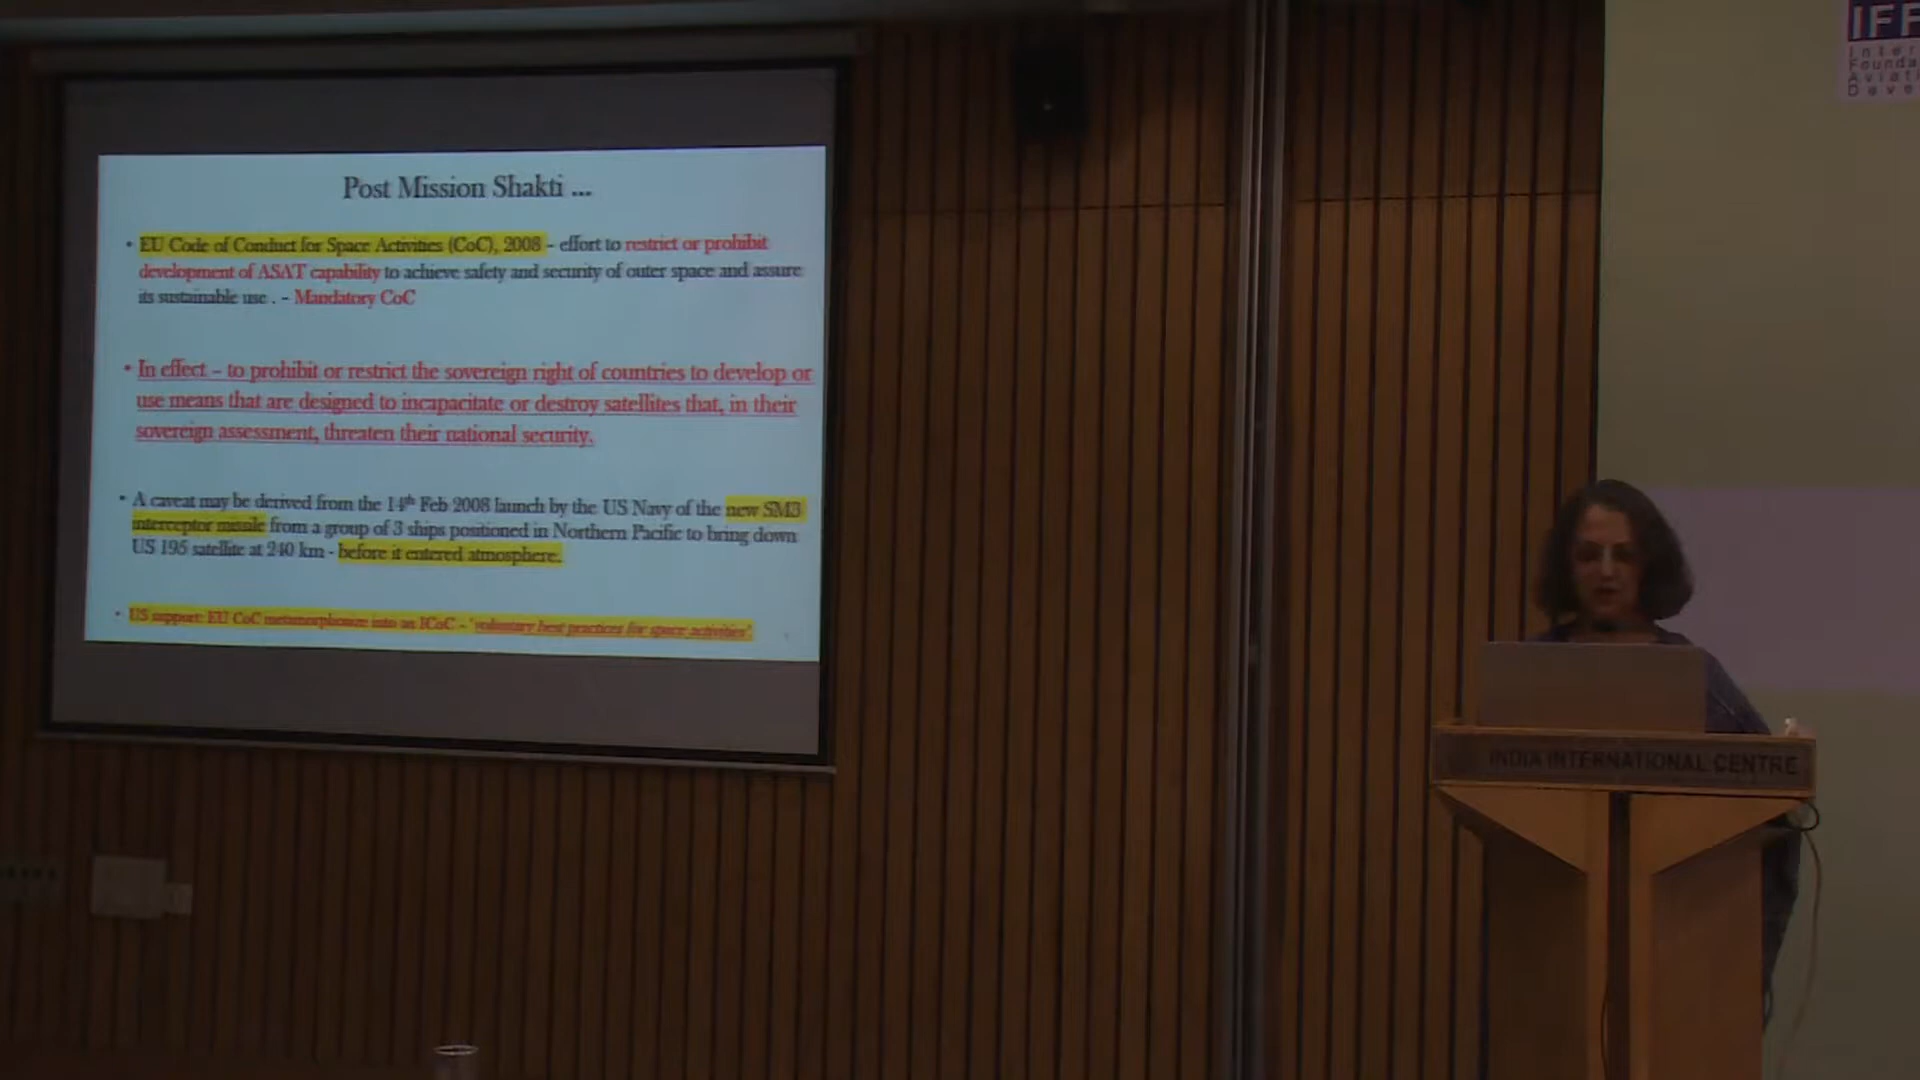 Post Mission Shakti ...
• EU Code of Conduct for Space Activities (CoC), 2008 – effort to restrict or prohibit
development of ASAT capability to achieve safety and security of outer space and assure
its sustainable use . – Mandatory CoC
• In effect – to prohibit or restrict the sovereign right of countries to develop or
use means that are designed to incapacitate or destroy satellites that, in their
sovereign assessment, threaten their national security.
• A caveat may be derived from the 14th Feb 2008 launch by the US Navy of the new SM3
interceptor missile from a group of 3 ships positioned in Northern Pacific to bring down
US 195 satellite at 240 km - before it entered atmosphere.
• US support: EU CoC metamorphosize into an ICoC – 'voluntary best practices for space activities'.
INDIA INTERNATIONAL CENTRE
Inter
Founda
Aviati
Deve